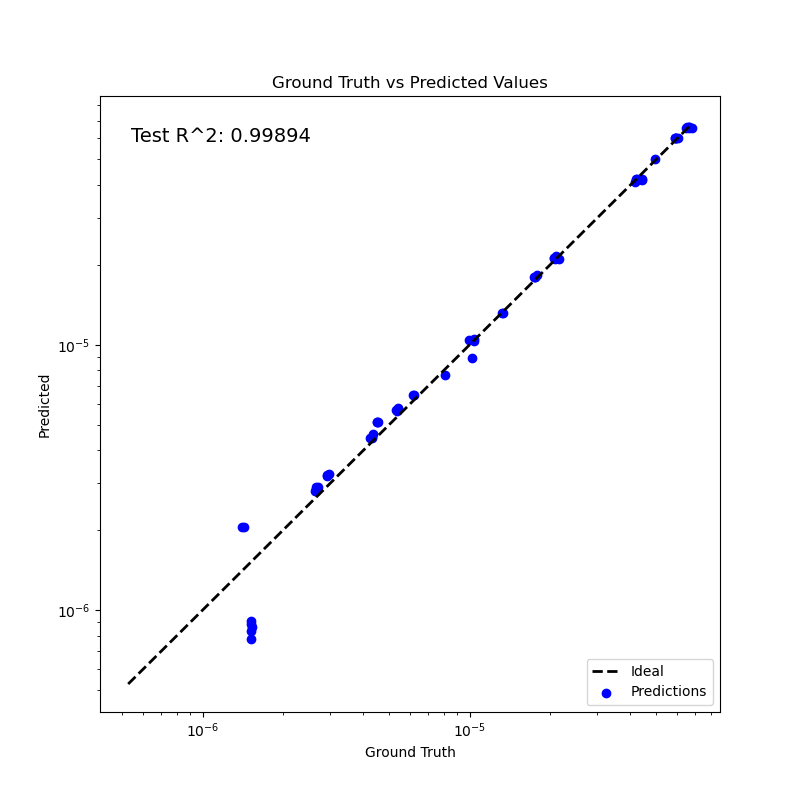 Ground Truth vs Predicted Values
Test R^2: 0.99894
10⁻⁵
10⁻⁶
Predicted
10⁻⁶
10⁻⁵
Ground Truth
Ideal
Predictions